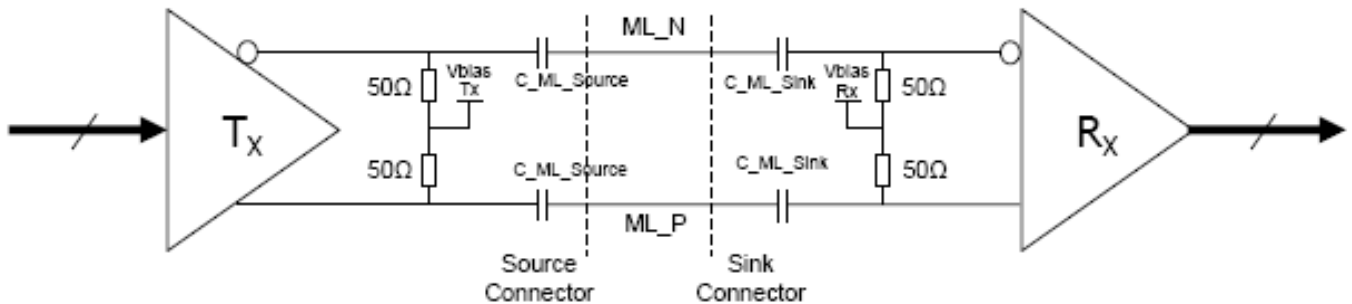 ML_N
Vbias
Tx
C_ML_Source
C_ML_Sink
Vbias
Rx
50Ω
50Ω
TX
RX
50Ω
C_ML_Source
C_ML_Sink
50Ω
ML_P
Source
Connector
Sink
Connector